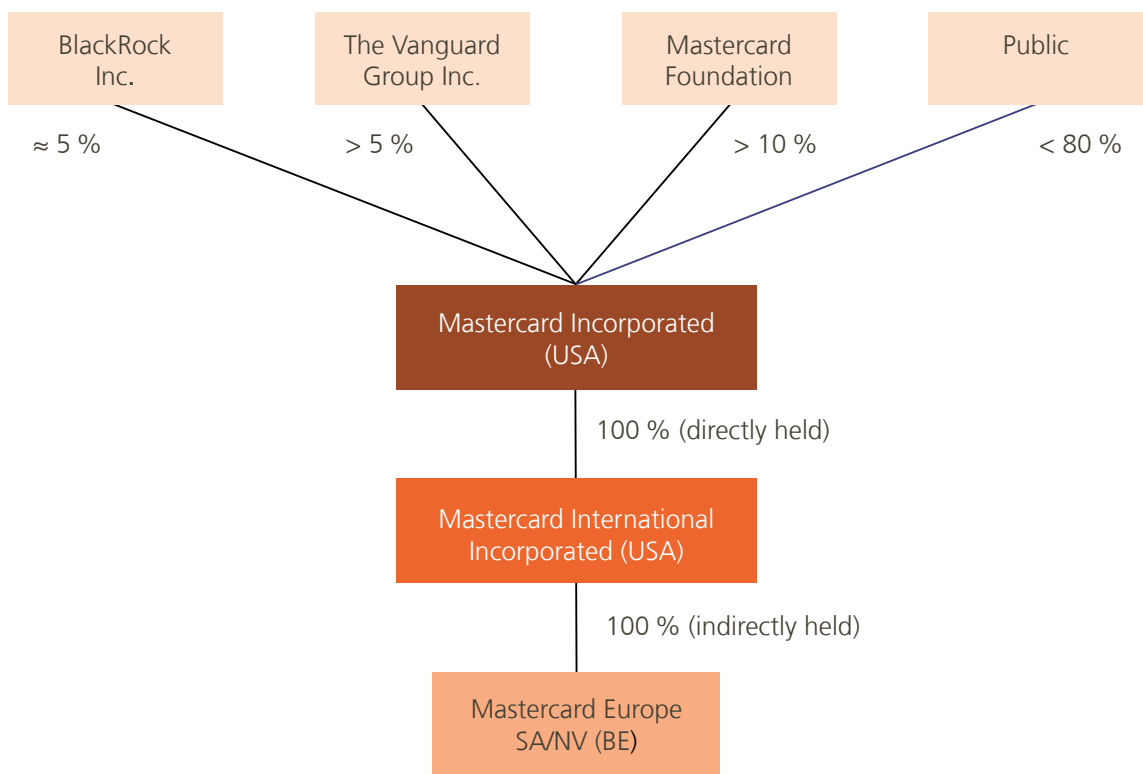 BlackRock
Inc.
The Vanguard
Group Inc.
Mastercard
Foundation
Public
≈ 5 %
> 5 %
> 10 %
< 80 %
Mastercard Incorporated
(USA)
100 % (directly held)
Mastercard International
Incorporated (USA)
100 % (indirectly held)
Mastercard Europe
SA/NV (BE)